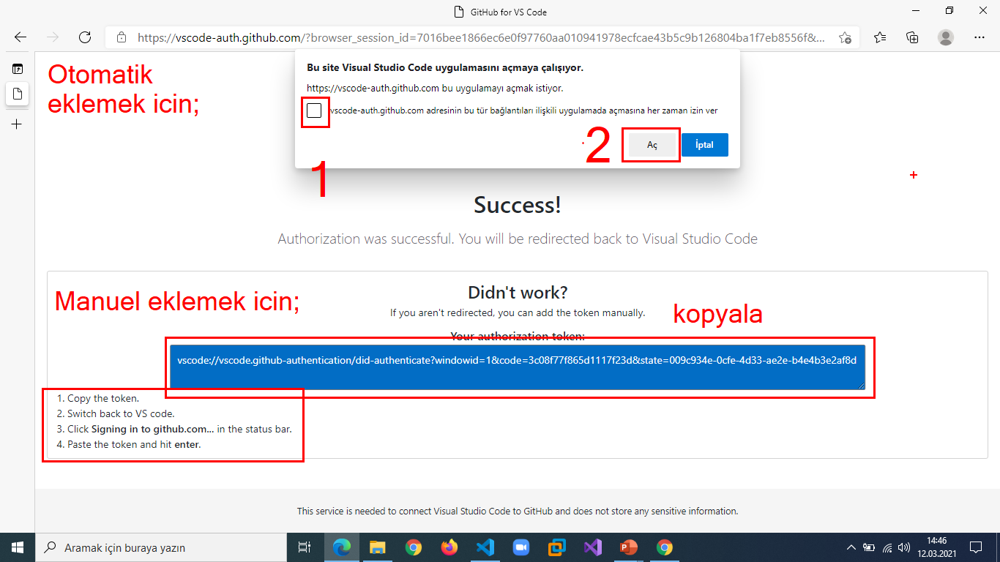 GitHub for VS Code
https://vscode-auth.github.com/?browser_session_id=7016bee1866ec6e0f97760aa010941978ecfcae43b5c9b126804ba1f7eb8556f&...
Otomatik
eklemek icin;
Bu site Visual Studio Code uygulamasını açmaya çalışıyor.
https://vscode-auth.github.com bu uygulamayı açmak istiyor.
vscode-auth.github.com adresinin bu tür bağlantıları ilişkili uygulamada açmasına her zaman izin ver
1
2
Aç
İptal
Success!
Authorization was successful. You will be redirected back to Visual Studio Code
Manuel eklemek icin;
Didn't work?
If you aren't redirected, you can add the token manually.
kopyala
Your authorization token:
vscode://vscode.github-authentication/did-authenticate?windowid=1&code=3c08f77f865d1117f23d&state=009c934e-0cfe-4d33-ae2e-b4e4b3e2af8d
1. Copy the token.
2. Switch back to VS code.
3. Click Signing in to github.com... in the status bar.
4. Paste the token and hit enter.
This service is needed to connect Visual Studio Code to GitHub and does not store any sensitive information.
Aramak için buraya yazın
14:46
12.03.2021